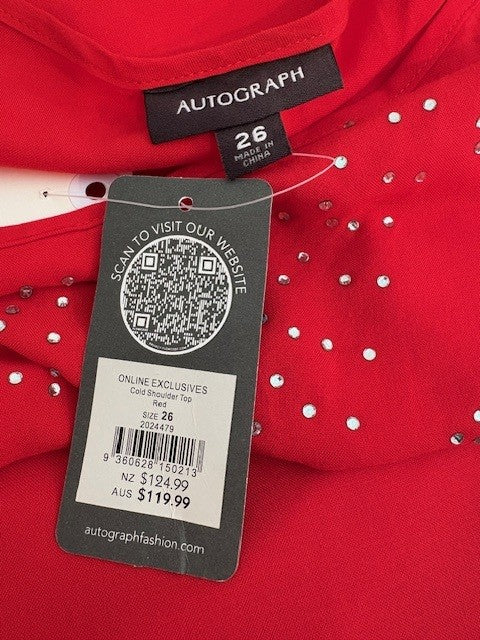 AUTOGRAPH
26
MADE IN
CHINA
SCAN TO VISIT OUR WEBSITE
ONLINE EXCLUSIVES
Cold Shoulder Top
Red
SIZE 26
2024479
9 360628 150213
NZ $124.99
AUS $119.99
autographfashion.com